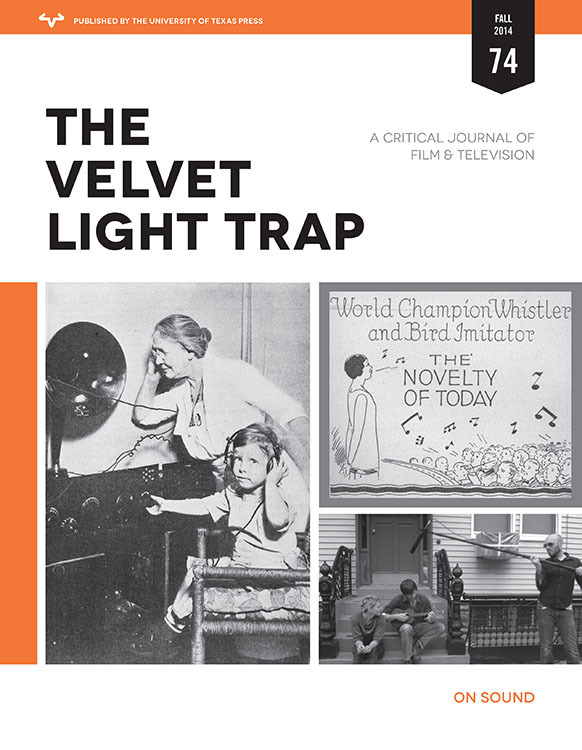 PUBLISHED BY THE UNIVERSITY OF TEXAS PRESS
FALL
2014
74
THE
VELVET
LIGHT TRAP
A CRITICAL JOURNAL OF
FILM & TELEVISION
World Champion Whistler
and Bird Imitator
THE
NOVELTY
OF TODAY
ON SOUND